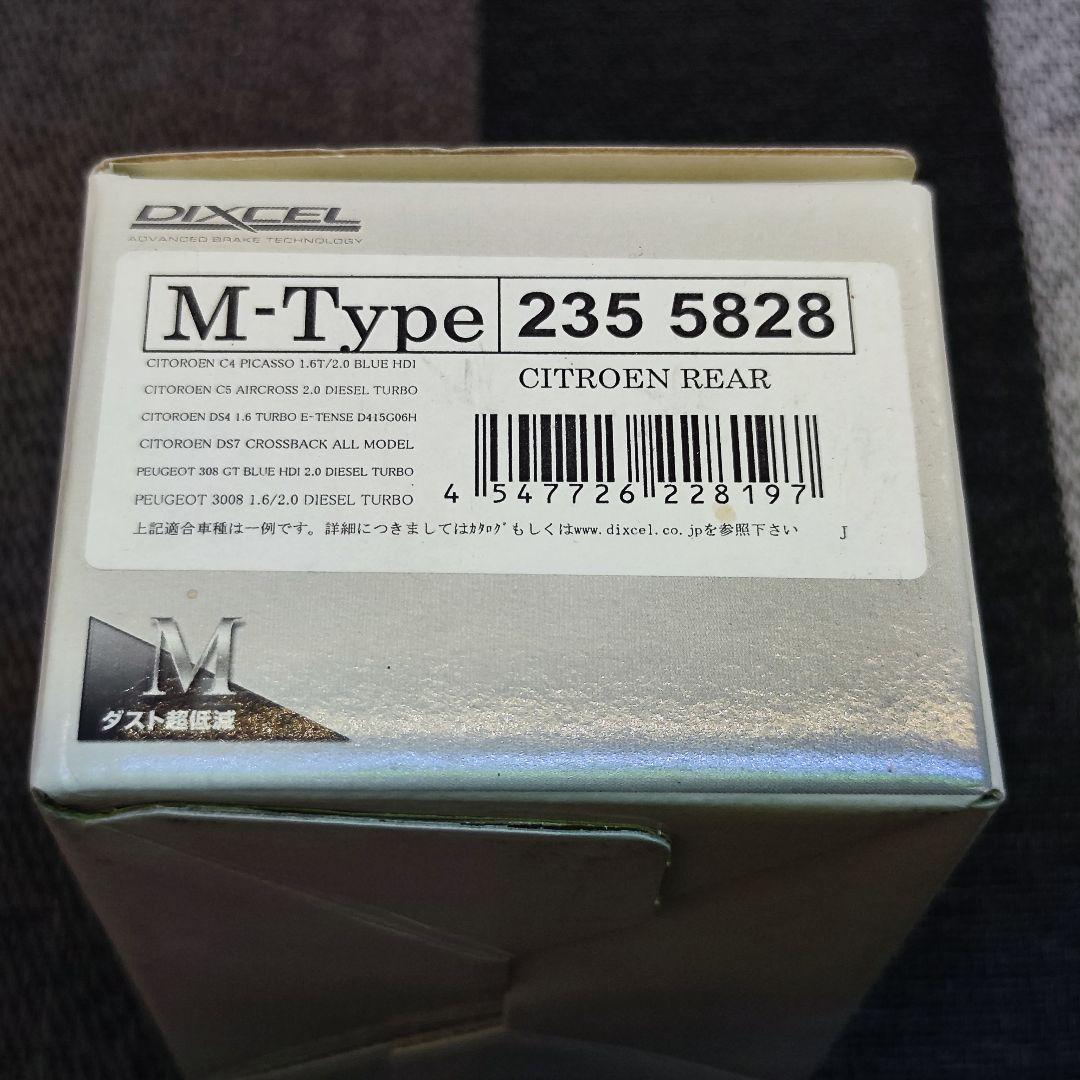 DIXCEL
ADVANCED BRAKE TECHNOLOGY
M-Type 235 5828
CITOROEN C4 PICASSO 1.6T/2.0 BLUE HDI
CITOROEN C5 AIRCROSS 2.0 DIESEL TURBO
CITOROEN DS4 1.6 TURBO E-TENSE D415G06H
CITOROEN DS7 CROSSBACK ALL MODEL
PEUGEOT 308 GT BLUE HDI 2.0 DIESEL TURBO
PEUGEOT 3008 1.6/2.0 DIESEL TURBO
CITROEN REAR
4 547726 228197
上記適合車種は一例です。詳細につきましてはｶﾀﾛｸﾞもしくはwww.dixcel.co.jpを参照下さい J
M
ダスト超低減